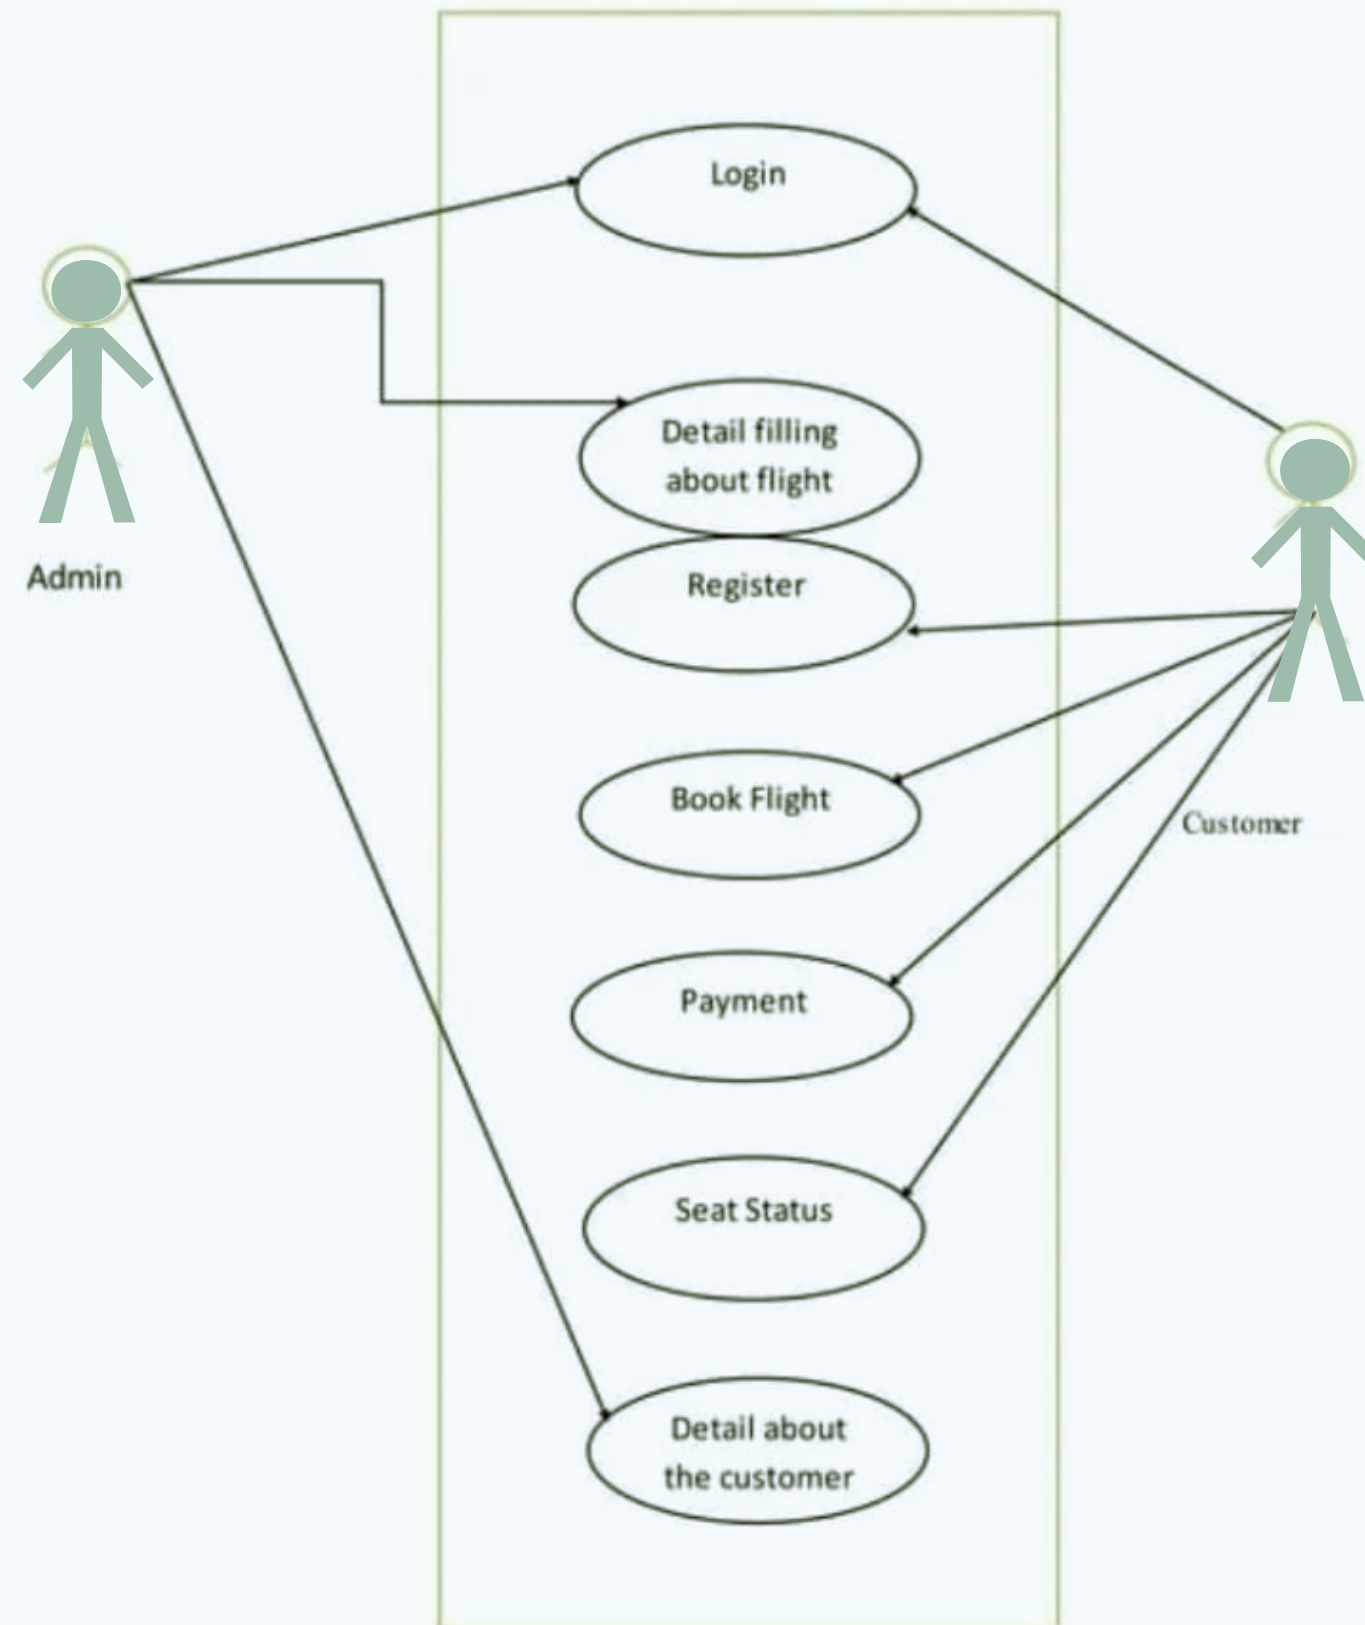 Login
Detail filling
about flight
Admin
Register
Book Flight
Customer
Payment
Seat Status
Detail about
the customer